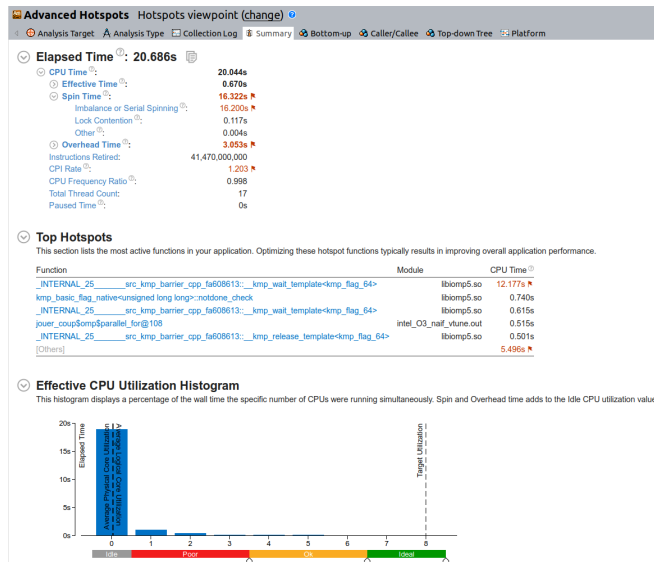 Advanced Hotspots Hotspots viewpoint (change)
Analysis Target Analysis Type Collection Log Summary Bottom-up Caller/Callee Top-down Tree Platform
Elapsed Time: 20.686s
CPU Time: 20.044s
Effective Time: 0.670s
Spin Time: 16.322s
Imbalance or Serial Spinning: 16.200s
Lock Contention: 0.117s
Other: 0.004s
Overhead Time: 3.053s
Instructions Retired: 41,470,000,000
CPI Rate: 1.203
CPU Frequency Ratio: 0.998
Total Thread Count: 17
Paused Time: 0s
Top Hotspots
This section lists the most active functions in your application. Optimizing these hotspot functions typically results in improving overall application performance.
Function Module CPU Time
_INTERNAL_25_______src_kmp_barrier_cpp_fa608613::__kmp_wait_template<kmp_flag_64> libiomp5.so 12.177s
kmp_basic_flag_native<unsigned long long>::notdone_check libiomp5.so 0.740s
_INTERNAL_25_______src_kmp_barrier_cpp_fa608613::__kmp_wait_template<kmp_flag_64> libiomp5.so 0.615s
jouer_coup$omp$parallel_for@108 intel_O3_naif_vtune.out 0.515s
_INTERNAL_25_______src_kmp_barrier_cpp_fa608613::__kmp_release_template<kmp_flag_64> libiomp5.so 0.501s
[Others] 5.496s
Effective CPU Utilization Histogram
This histogram displays a percentage of the wall time the specific number of CPUs were running simultaneously. Spin and Overhead time adds to the Idle CPU utilization value
20s
15s
10s
5s
0s
Elapsed Time
Average Physical Core Utilization
Average Logical Core Utilization
Target Utilization
0 1 2 3 4 5 6 7 8
Idle Poor Ok Ideal